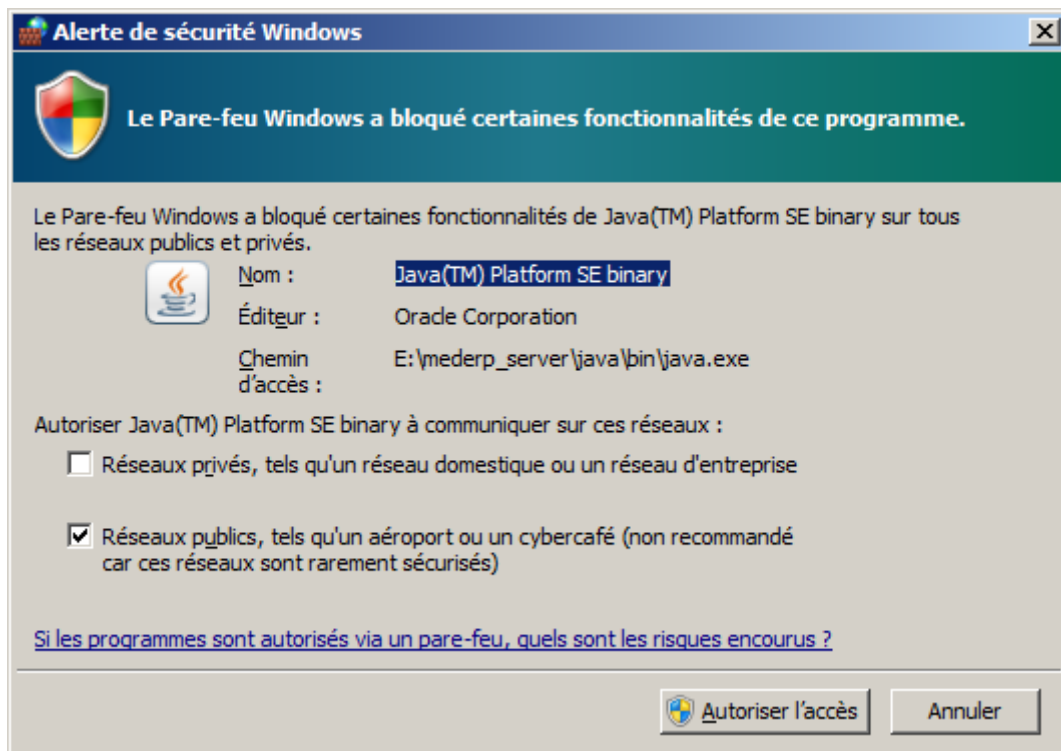 Alerte de sécurité Windows
Le Pare-feu Windows a bloqué certaines fonctionnalités de ce programme.
Le Pare-feu Windows a bloqué certaines fonctionnalités de Java(TM) Platform SE binary sur tous
les réseaux publics et privés.
Nom : Java(TM) Platform SE binary
Éditeur : Oracle Corporation
Chemin E:\mederp_server\java\bin\java.exe
d'accès :
Autoriser Java(TM) Platform SE binary à communiquer sur ces réseaux :
Réseaux privés, tels qu'un réseau domestique ou un réseau d'entreprise
Réseaux publics, tels qu'un aéroport ou un cybercafé (non recommandé
car ces réseaux sont rarement sécurisés)
Si les programmes sont autorisés via un pare-feu, quels sont les risques encourus ?
Autoriser l'accès Annuler